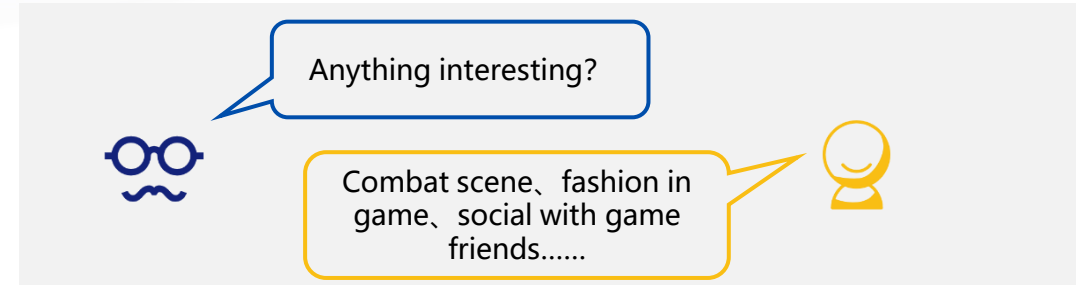 Anything interesting?
Combat scene、fashion in
game、social with game
friends......